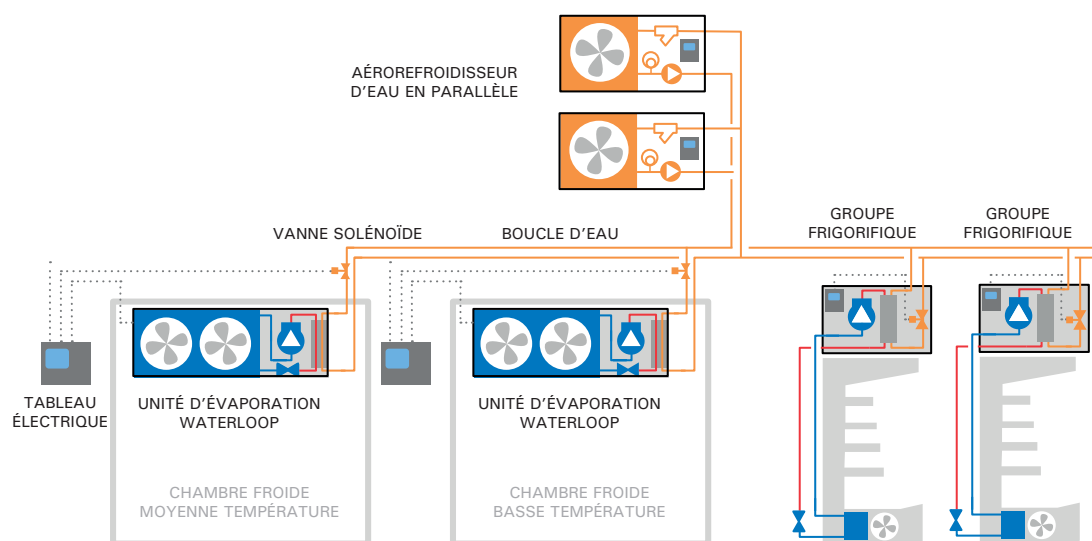 AÉROREFROIDISSEUR
D'EAU EN PARALLÈLE
VANNE SOLÉNOÏDE
BOUCLE D'EAU
GROUPE
FRIGORIFIQUE
GROUPE
FRIGORIFIQUE
TABLEAU
ÉLECTRIQUE
UNITÉ D'ÉVAPORATION
WATERLOOP
UNITÉ D'ÉVAPORATION
WATERLOOP
CHAMBRE FROIDE
MOYENNE TEMPÉRATURE
CHAMBRE FROIDE
BASSE TEMPÉRATURE